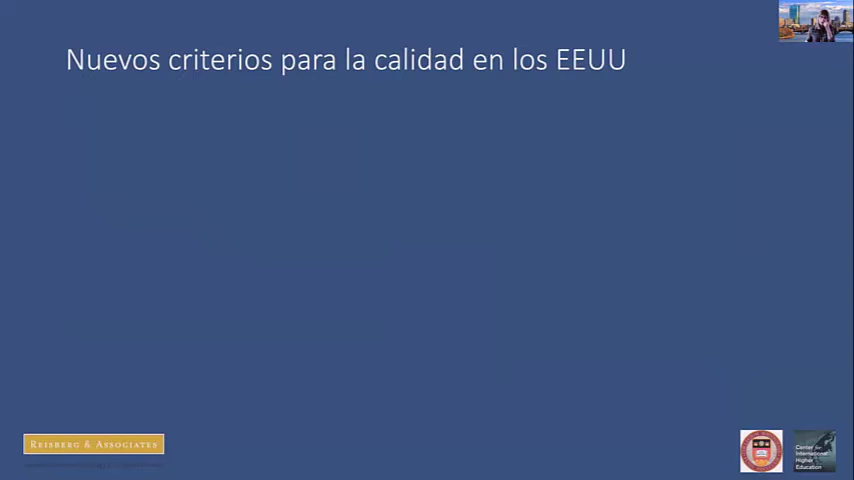 Nuevos criterios para la calidad en los EEUU
REISBERG & ASSOCIATES
Center for
International
Higher
Education